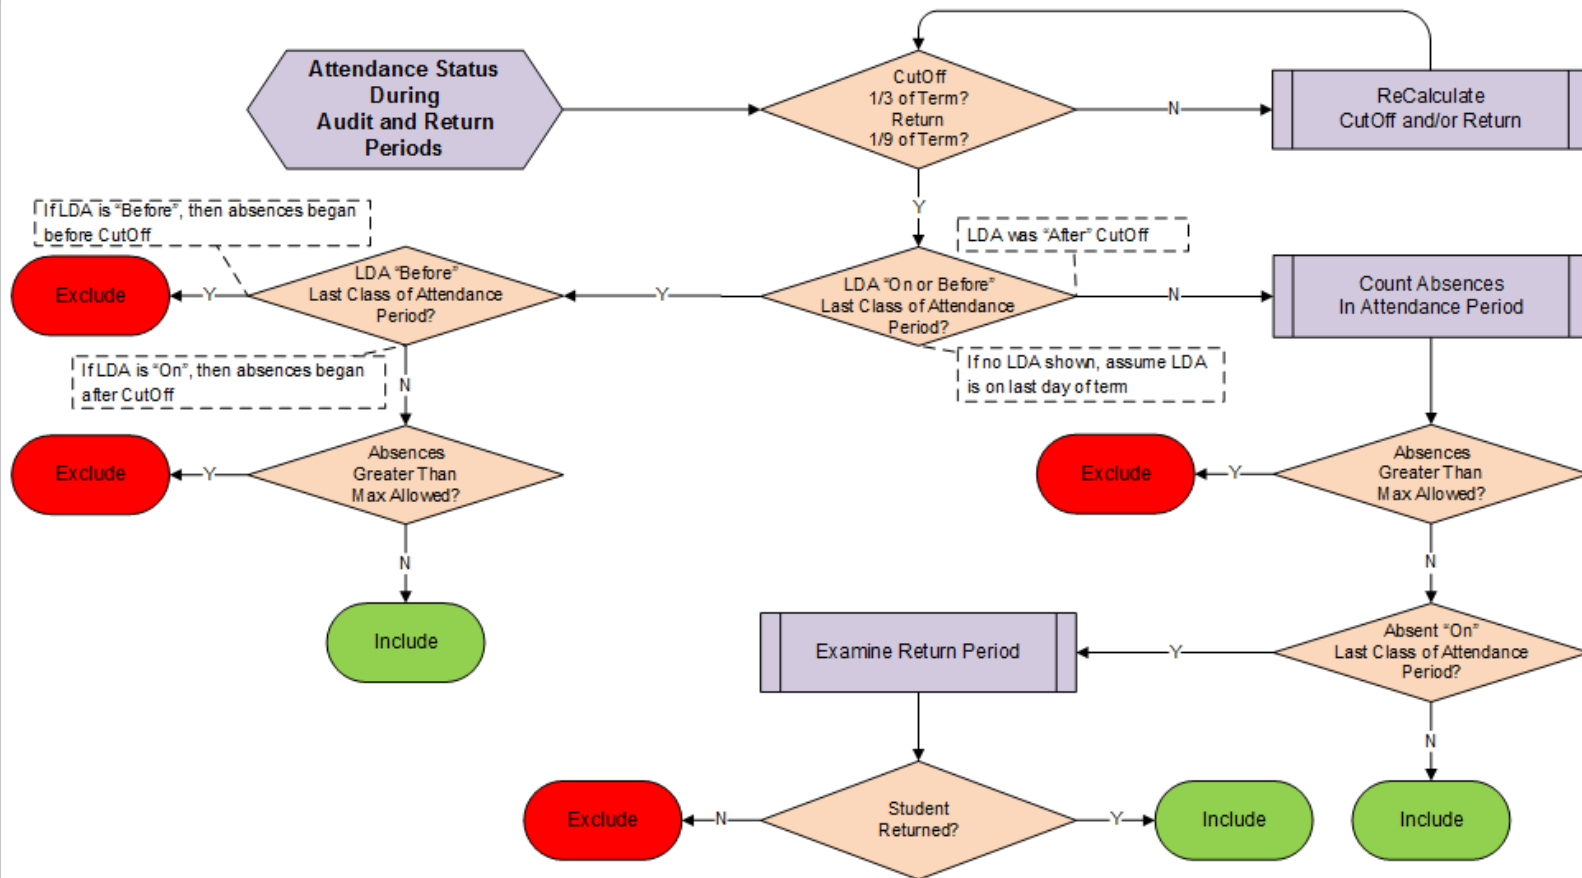 Attendance Status
During
Audit and Return
Periods
CutOff
1/3 of Term?
Return
1/9 of Term?
N
ReCalculate
CutOff and/or Return
Y
If LDA is “Before”, then absences began
before CutOff
LDA was “After” CutOff
Exclude
Y
LDA “Before”
Last Class of Attendance
Period?
Y
LDA “On or Before”
Last Class of Attendance
Period?
N
Count Absences
In Attendance Period
If LDA is “On”, then absences began
after CutOff
N
If no LDA shown, assume LDA
is on last day of term
Exclude
Y
Absences
Greater Than
Max Allowed?
Exclude
Y
Absences
Greater Than
Max Allowed?
N
N
Include
Examine Return Period
Y
Absent “On”
Last Class of Attendance
Period?
N
Exclude
N
Student
Returned?
Y
Include
Include